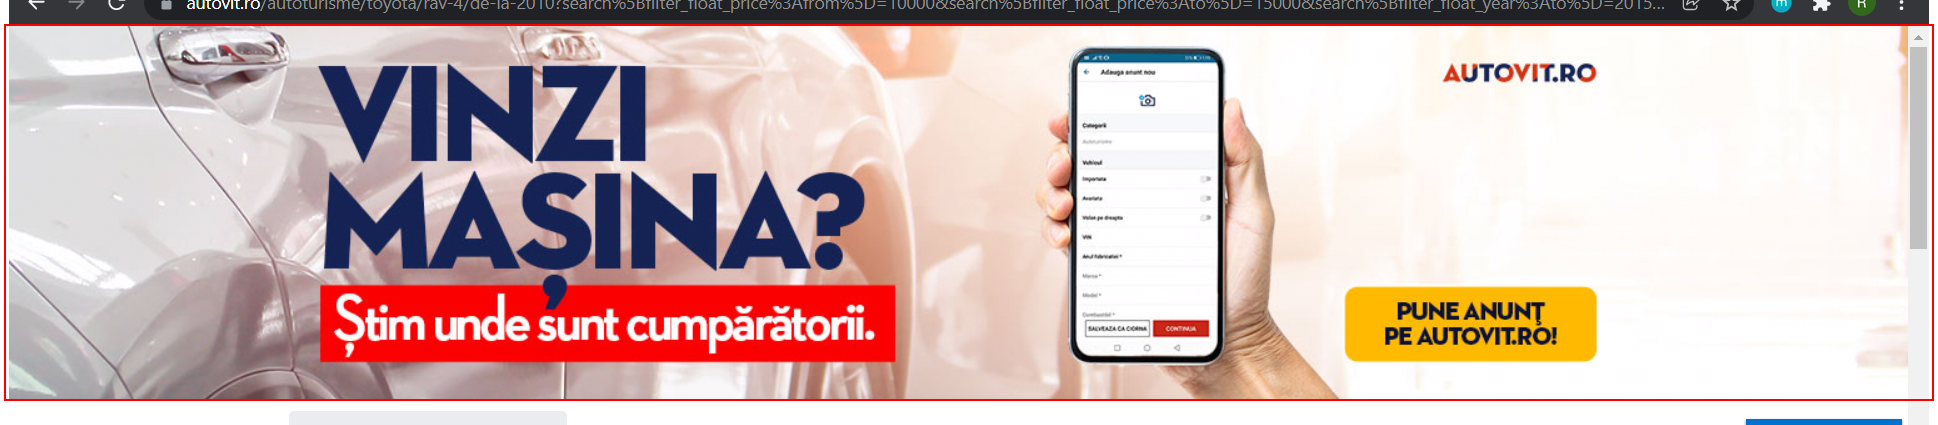 autovit.ro/autoturisme/toyota/rav-4/de-la-2010?search%5Bfilter_float_price%3Afrom%5D=10000&search%5Bfilter_float_price%3Ato%5D=15000&search%5Bfilter_float_year%3Ato%5D=2015...
m
R
VINZI
MAȘINA?
Știm unde sunt cumpărătorii.
Adauga anunt nou
Categorii
Autoturisme
Vehicul
Importata
Avariata
Volan pe dreapta
VIN
Anul fabricatiei *
Marca *
Model *
Combustibil *
SALVEAZA CA CIORNA
CONTINUA
AUTOVIT.RO
PUNE ANUNŢ
PE AUTOVIT.RO!